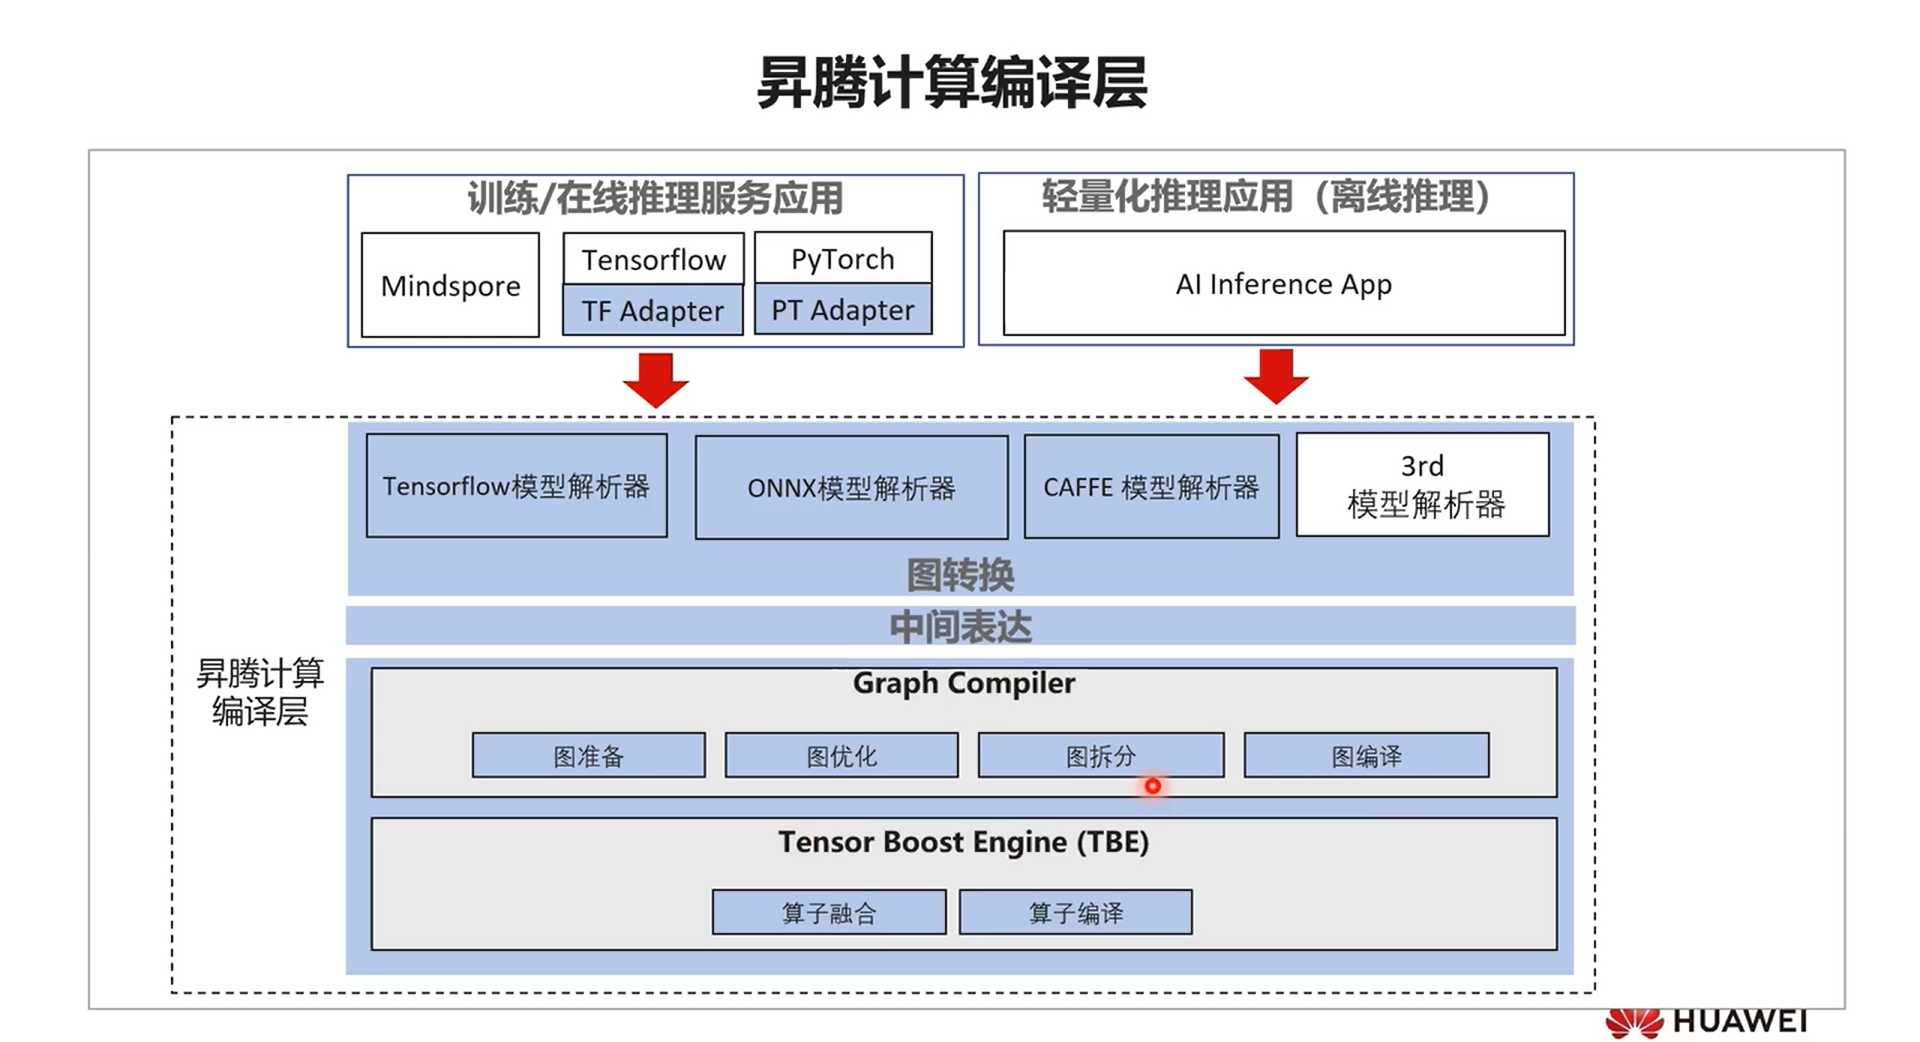 昇腾计算编译层
训练/在线推理服务应用
Mindspore
Tensorflow
TF Adapter
PyTorch
PT Adapter
轻量化推理应用（离线推理）
AI Inference App
Tensorflow模型解析器
ONNX模型解析器
CAFFE 模型解析器
3rd
模型解析器
图转换
中间表达
昇腾计算
编译层
Graph Compiler
图准备
图优化
图拆分
图编译
Tensor Boost Engine (TBE)
算子融合
算子编译
HUAWEI